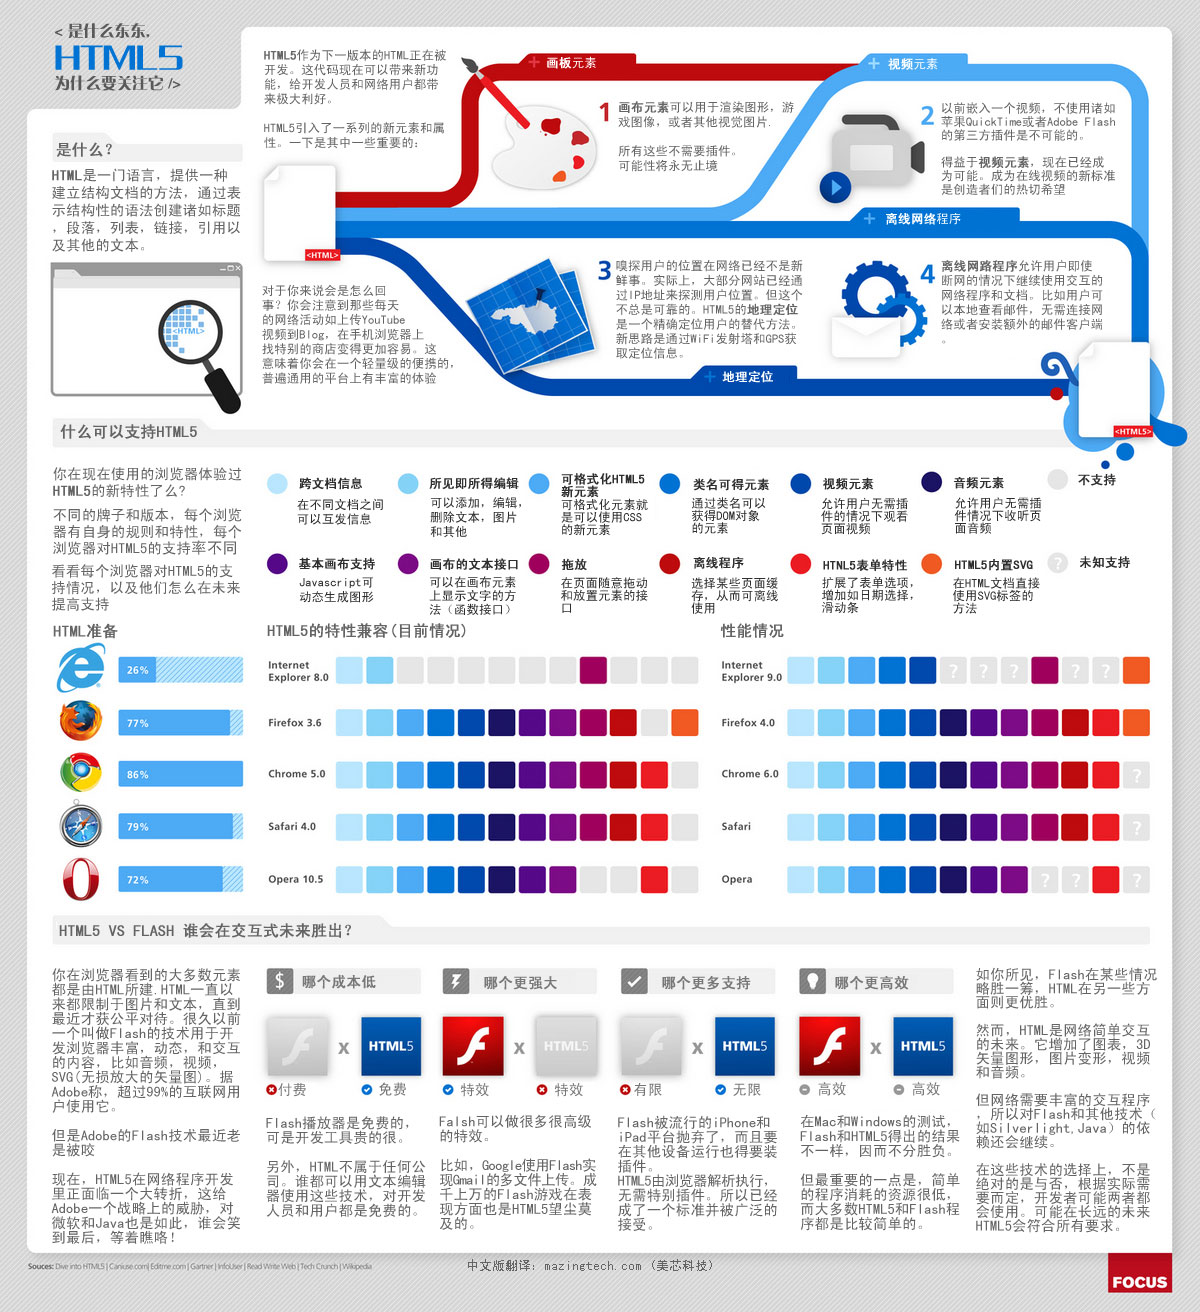 < 是什么东东,
HTML5
为什么要关注它 />
是什么?
HTML是一门语言，提供一种
建立结构文档的方法，通过表
示结构性的语法创建诸如标题
，段落，列表，链接，引用以
及其他的文本。
<HTML>
HTML5作为下一版本的HTML正在被
开发。这代码现在可以带来新功
能，给开发人员和网络用户都带
来极大利好。
HTML5引入了一系列的新元素和属
性。一下是其中一些重要的:
<HTML>
对于你来说会是怎么回
事？你会注意到那些每天
的网络活动如上传YouTube
视频到Blog，在手机浏览器上
找特别的商店变得更加容易。这
意味着你会在一个轻量级的便携的，
普遍通用的平台上有丰富的体验
+ 画板元素
1 画布元素可以用于渲染图形，游
戏图像，或者其他视觉图片.
所有这些不需要插件。
可能性将永无止境
+ 视频元素
2 以前嵌入一个视频，不使用诸如
苹果QuickTime或者Adobe Flash
的第三方插件是不可能的。
得益于视频元素，现在已经成
为可能。成为在线视频的新标准
是创造者们的热切希望
+ 离线网络程序
3 嗅探用户的位置在网络已经不是新
鲜事。实际上，大部分网站已经通
过IP地址来探测用户位置。但这个
不总是可靠的。HTML5的地理定位
是一个精确定位用户的替代方法。
新思路是通过WiFi发射塔和GPS获
取定位信息。
+ 地理定位
4 离线网路程序允许用户即使
断网的情况下继续使用交互的
网络程序和文档。比如用户可
以本地查看邮件，无需连接网
络或者安装额外的邮件客户端
。
<HTML5>
什么可以支持HTML5
你在现在使用的浏览器体验过
HTML5的新特性了么?
不同的牌子和版本，每个浏览
器有自身的规则和特性，每个
浏览器对HTML5的支持率不同
看看每个浏览器对HTML5的支
持情况，以及他们怎么在未来
提高支持
跨文档信息
在不同文档之间
可以互发信息
所见即所得编辑
可以添加，编辑，
删除文本，图片
和其他
可格式化HTML5
新元素
可格式化元素就
是可以使用CSS
的新元素
类名可得元素
通过类名可以
获得DOM对象
的元素
视频元素
允许用户无需插
件的情况下观看
页面视频
音频元素
允许用户无需插
件情况下收听页
面音频
不支持
基本画布支持
Javascript可
动态生成图形
画布的文本接口
可以在画布元素
上显示文字的方
法（函数接口）
拖放
在页面随意拖动
和放置元素的接
口
离线程序
选择某些页面缓
存，从而可离线
使用
HTNL5表单特性
扩展了表单选项，
增加如日期选择，
滑动条
HTML5内置SVG
在HTML文档直接
使用SVG标签的
方法
? 未知支持
HTML准备
26%
77%
86%
79%
72%
HTML5的特性兼容(目前情况)
Internet
Explorer 8.0
Firefox 3.6
Chrome 5.0
Safari 4.0
Opera 10.5
性能情况
Internet
Explorer 9.0
? ? ? ? ?
Firefox 4.0
Chrome 6.0
?
Safari
?
Opera
? ? ?
HTML5 VS FLASH 谁会在交互式未来胜出?
你在浏览器看到的大多数元素
都是由HTML所建.HTML一直以
来都限制于图片和文本，直到
最近才获公平对待。很久以前
一个叫做Flash的技术用于开
发浏览器丰富，动态，和交互
的内容，比如音频，视频，
SVG(无损放大的矢量图)。据
Adobe称，超过99%的互联网用
户使用它。
但是Adobe的Flash技术最近老
是被咬
现在，HTML5在网络程序开发
里正面临一个大转折，这给
Adobe一个战略上的威胁，对
微软和Java也是如此，谁会笑
到最后，等着瞧咯！
$ 哪个成本低
x HTML5
付费 免费
Flash播放器是免费的，
可是开发工具贵的很。
另外，HTML不属于任何公
司。谁都可以用文本编辑
器使用这些技术，对开发
人员和用户都是免费的。
哪个更强大
x HTML5
特效 特效
Falsh可以做很多很高级
的特效。
比如，Google使用Flash实
现Gmail的多文件上传。成
千上万的Flash游戏在表
现方面也是HTML5望尘莫
及的。
哪个更多支持
x HTML5
有限 无限
Flash被流行的iPhone和
iPad平台抛弃了，而且要
在其他设备运行也得要装
插件。
HTML5由浏览器解析执行，
无需特别插件。所以已经
成了一个标准并被广泛的
接受。
哪个更高效
x HTML5
高效 高效
在Mac和Windows的测试，
Flash和HTML5得出的结果
不一样，因而不分胜负。
但最重要的一点是，简单
的程序消耗的资源很低，
而大多数HTML5和Flash程
序都是比较简单的。
如你所见，Flash在某些情况
略胜一筹，HTML在另一些方
面则更优胜。
然而，HTML是网络简单交互
的未来。它增加了图表，3D
矢量图形，图片变形，视频
和音频。
但网络需要丰富的交互程序
，所以对Flash和其他技术（
如Silverlight,Java）的依
赖还会继续。
在这些技术的选择上，不是
绝对的是与否，根据实际需
要而定，开发者可能两者都
会使用。可能在长远的未来
HTML5会符合所有要求。
Souces: Dive into HTML5 | Caniuse.com| Editme.com | Gartner | InfoUser | Read Write Web | Tech Crunch | Wikipedia
中文版翻译: mazingtech.com (美芯科技)
FOCUS